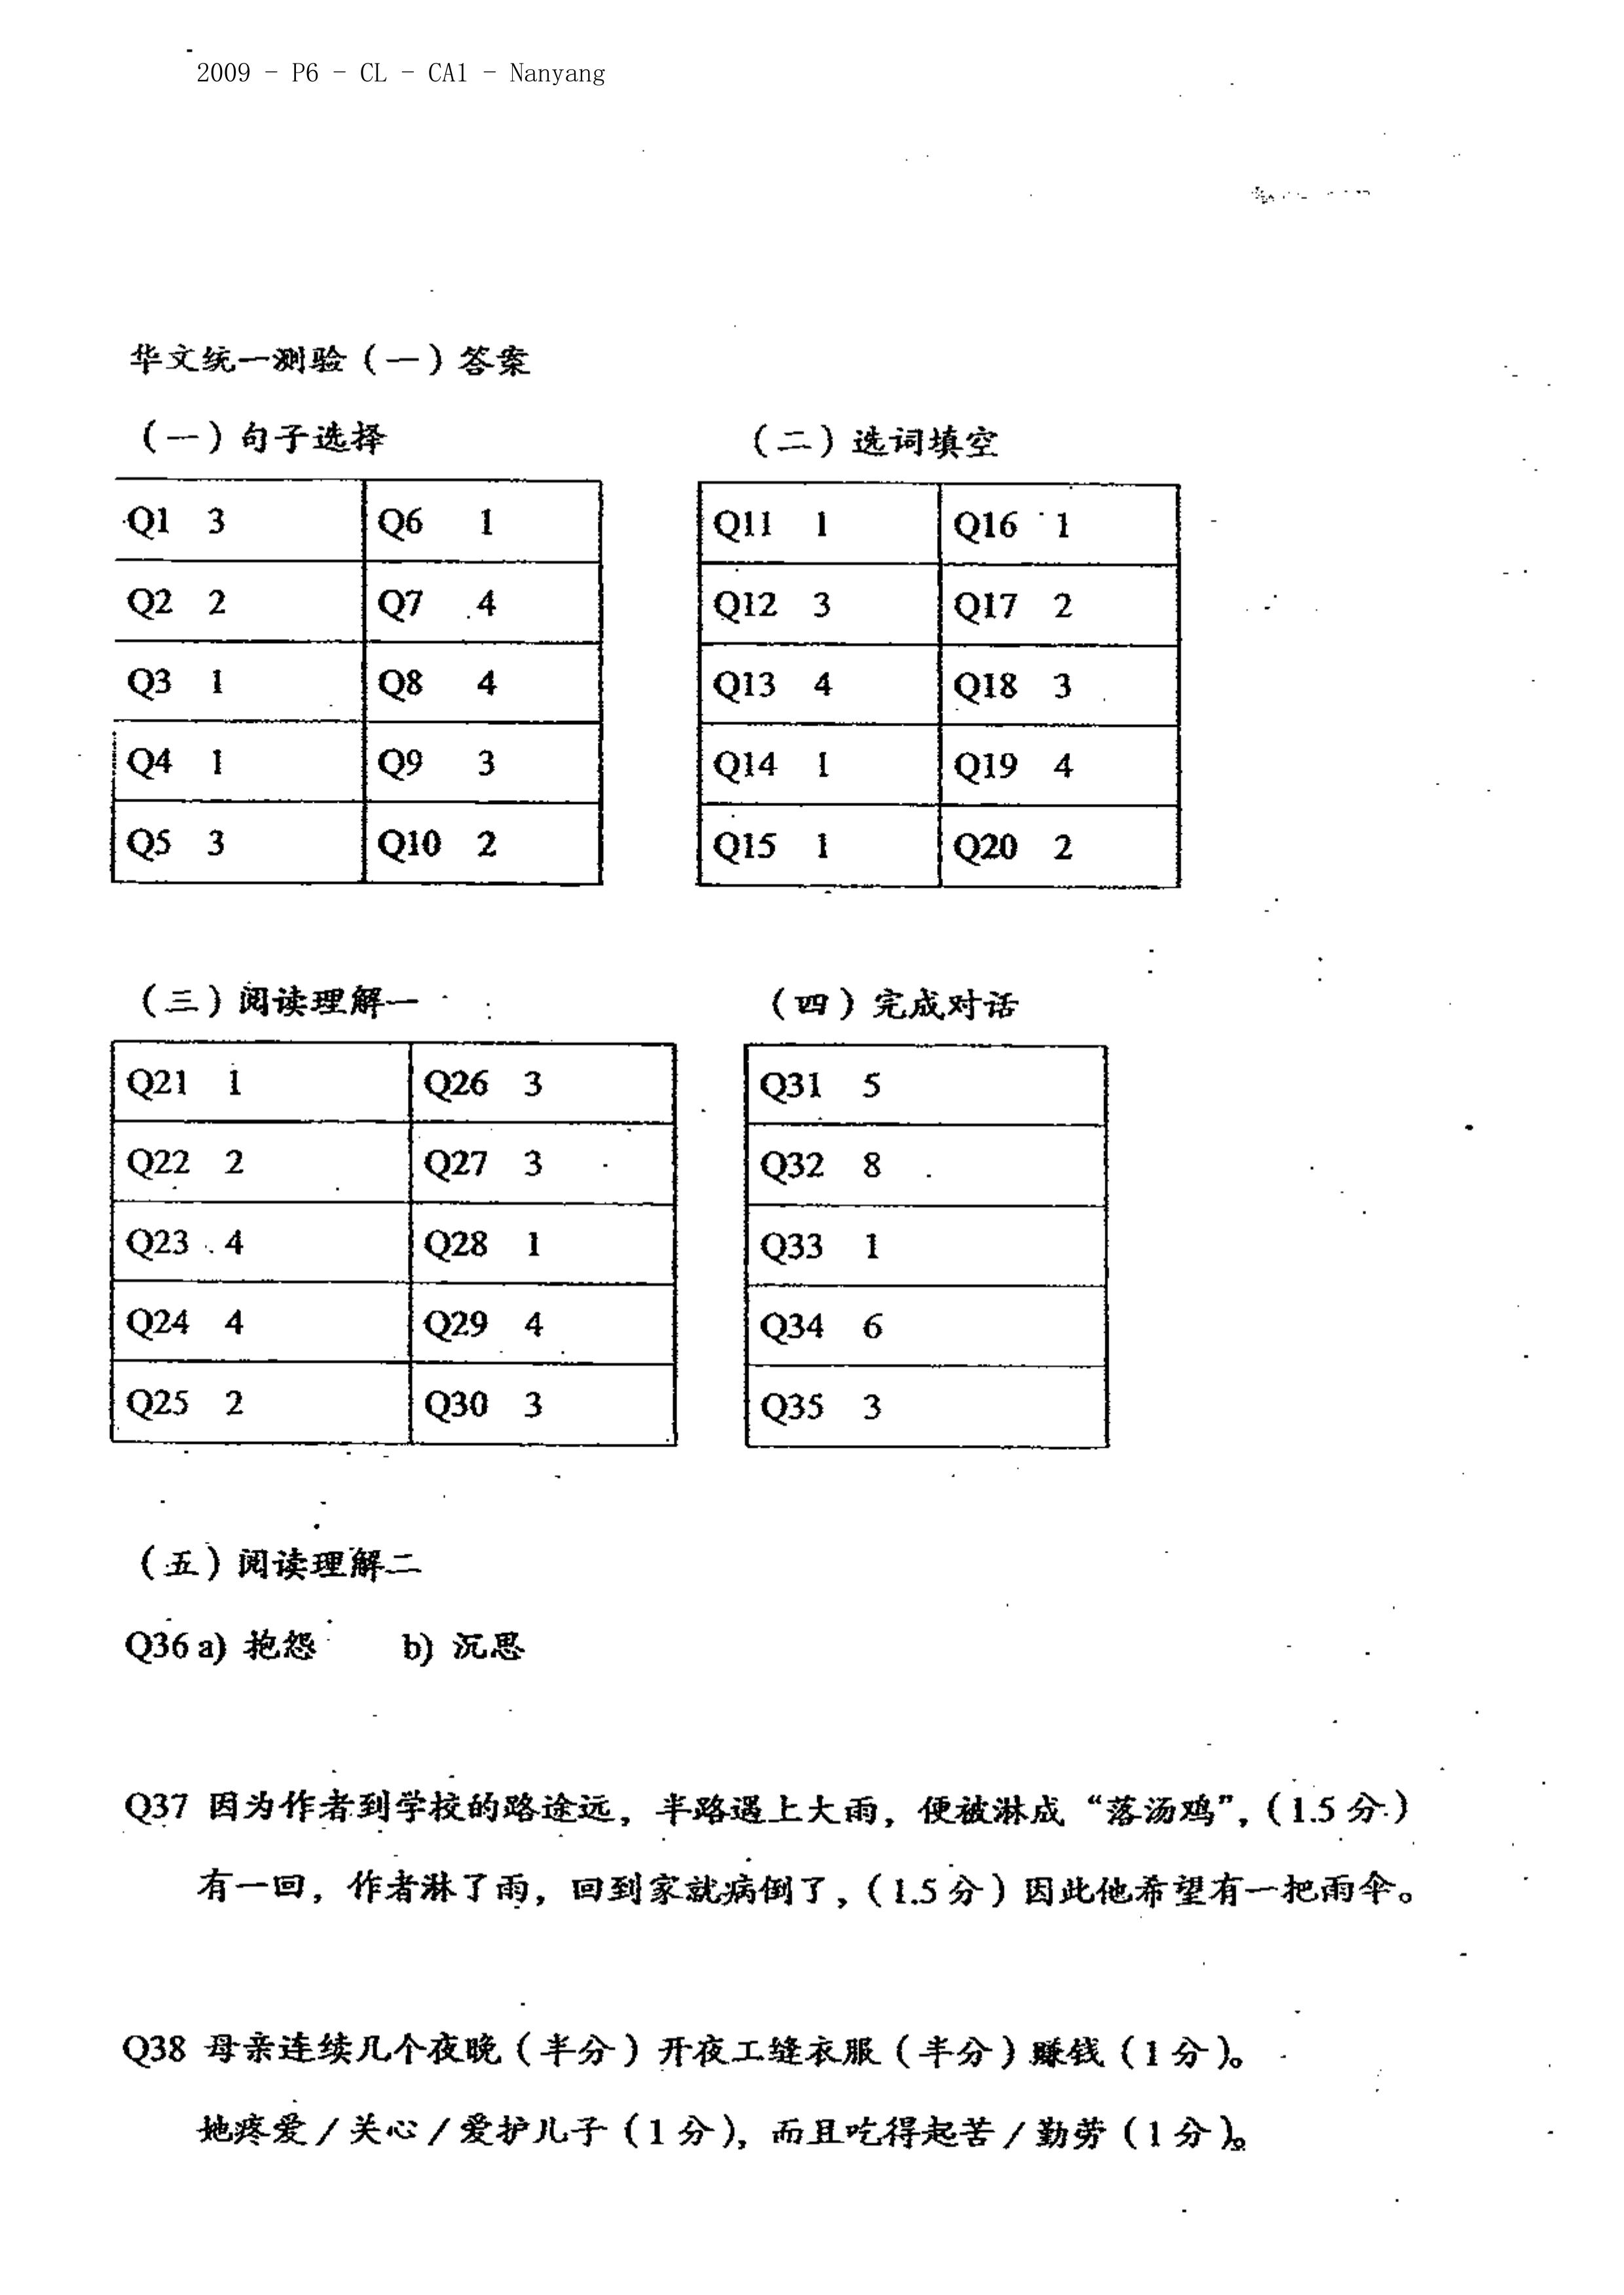 2009 - P6 - CL - CA1 - Nanyang
华文统一测验(一)答案
(一)句子选择
Q1 3 Q6 1
Q2 2 Q7 4
Q3 1 Q8 4
Q4 1 Q9 3
Q5 3 Q10 2
(二)选词填空
Q11 1 Q16 1
Q12 3 Q17 2
Q13 4 Q18 3
Q14 1 Q19 4
Q15 1 Q20 2
(三)阅读理解一
Q21 1 Q26 3
Q22 2 Q27 3
Q23 4 Q28 1
Q24 4 Q29 4
Q25 2 Q30 3
(四)完成对话
Q31 5
Q32 8
Q33 1
Q34 6
Q35 3
(五)阅读理解二
Q36 a) 抱怨 b) 沉思
Q37 因为作者到学校的路途远,半路遇上大雨,便被淋成“落汤鸡”,(1.5 分)
有一回,作者淋了雨,回到家就病倒了,(1.5 分)因此他希望有一把雨伞。
Q38 母亲连续几个夜晚(半分)开夜工缝衣服(半分)赚钱(1 分)。
她疼爱/关心/爱护儿子(1 分),而且吃得起苦/勤劳(1 分)。